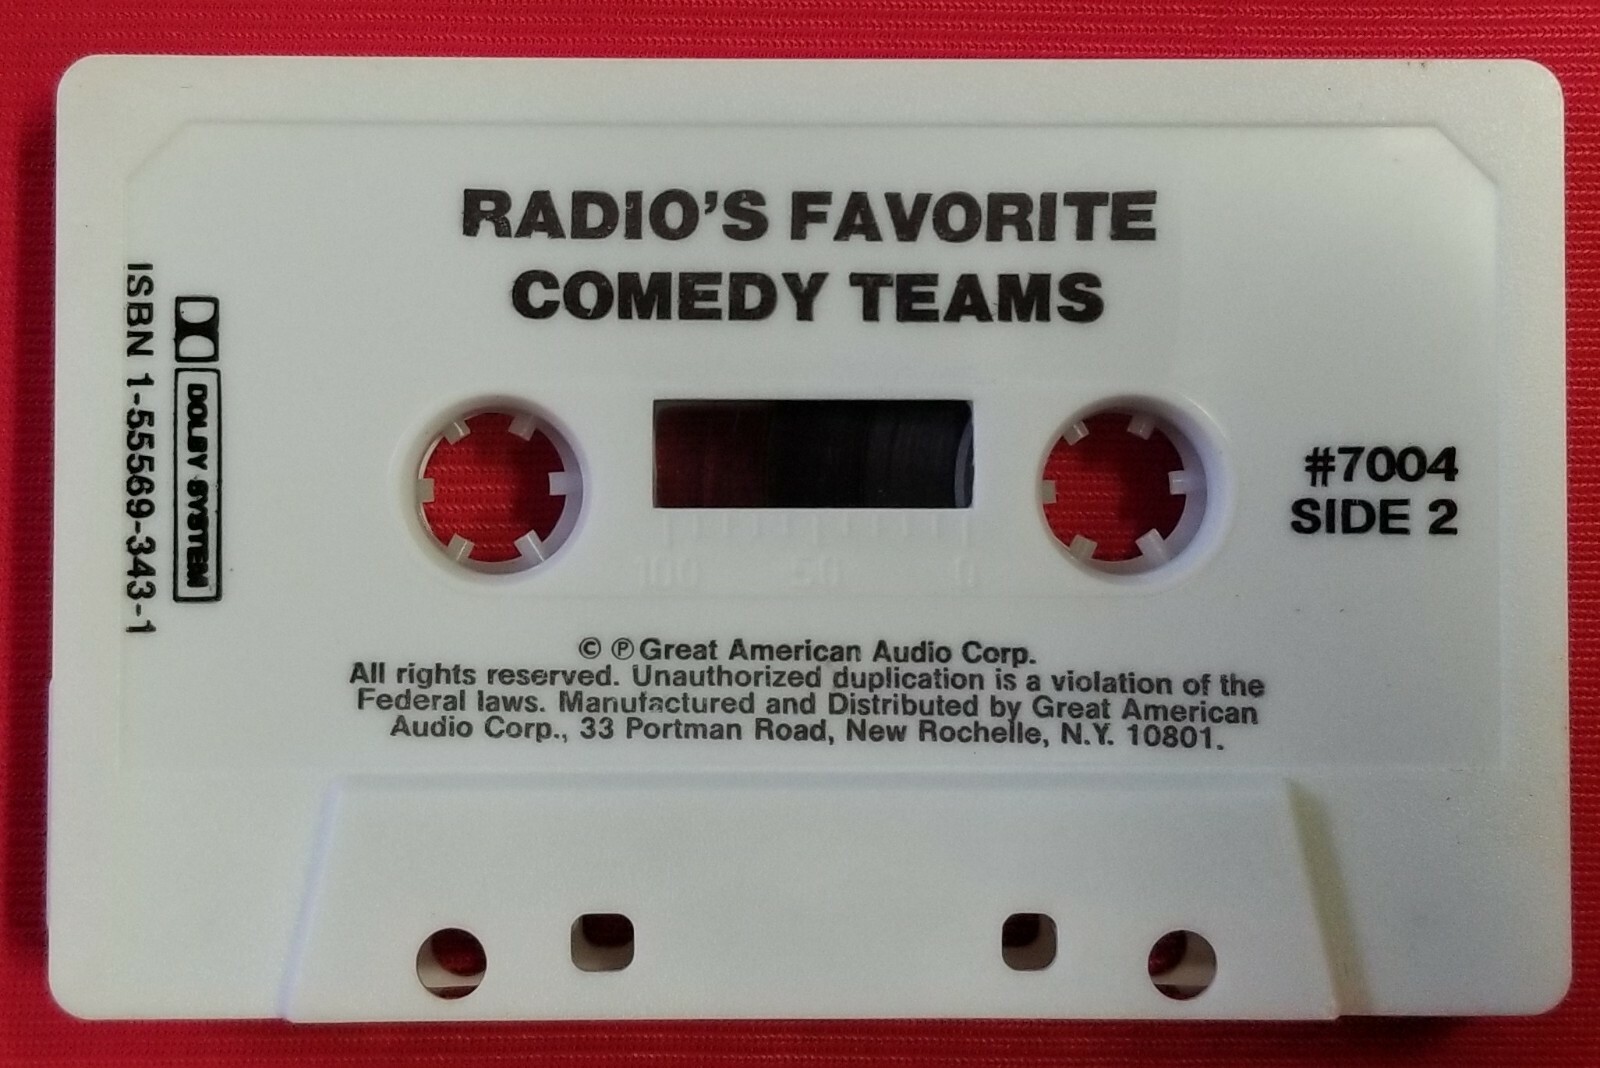 RADIO'S FAVORITE
COMEDY TEAMS
ISBN 1-55569-343-1
DOLBY SYSTEM
#7004
SIDE 2
100 50 0
© ℗ Great American Audio Corp.
All rights reserved. Unauthorized duplication is a violation of the
Federal laws. Manufactured and Distributed by Great American
Audio Corp., 33 Portman Road, New Rochelle, N.Y. 10801.